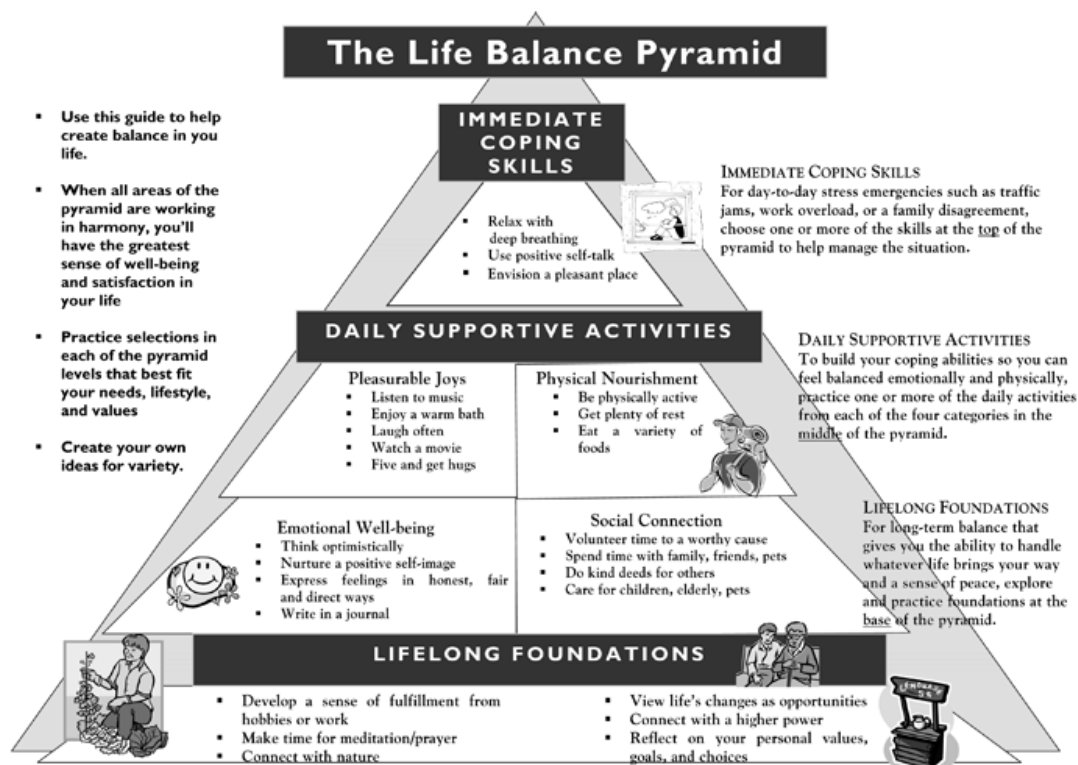 The Life Balance Pyramid
▪ Use this guide to help
create balance in you
life.
▪ When all areas of the
pyramid are working
in harmony, you'll
have the greatest
sense of well-being
and satisfaction in
your life
▪ Practice selections in
each of the pyramid
levels that best fit
your needs, lifestyle,
and values
▪ Create your own
ideas for variety.
IMMEDIATE
COPING
SKILLS
▪ Relax with
deep breathing
▪ Use positive self-talk
▪ Envision a pleasant place
IMMEDIATE COPING SKILLS
For day-to-day stress emergencies such as traffic
jams, work overload, or a family disagreement,
choose one or more of the skills at the top of the
pyramid to help manage the situation.
DAILY SUPPORTIVE ACTIVITIES
Pleasurable Joys
▪ Listen to music
▪ Enjoy a warm bath
▪ Laugh often
▪ Watch a movie
▪ Five and get hugs
Physical Nourishment
▪ Be physically active
▪ Get plenty of rest
▪ Eat a variety of
foods
DAILY SUPPORTIVE ACTIVITIES
To build your coping abilities so you can
feel balanced emotionally and physically,
practice one or more of the daily activities
from each of the four categories in the
middle of the pyramid.
Emotional Well-being
▪ Think optimistically
▪ Nurture a positive self-image
▪ Express feelings in honest, fair
and direct ways
▪ Write in a journal
Social Connection
▪ Volunteer time to a worthy cause
▪ Spend time with family, friends, pets
▪ Do kind deeds for others
▪ Care for children, elderly, pets
LIFELONG FOUNDATIONS
For long-term balance that
gives you the ability to handle
whatever life brings your way
and a sense of peace, explore
and practice foundations at the
base of the pyramid.
LIFELONG FOUNDATIONS
▪ Develop a sense of fulfillment from
hobbies or work
▪ Make time for meditation/prayer
▪ Connect with nature
▪ View life's changes as opportunities
▪ Connect with a higher power
▪ Reflect on your personal values,
goals, and choices